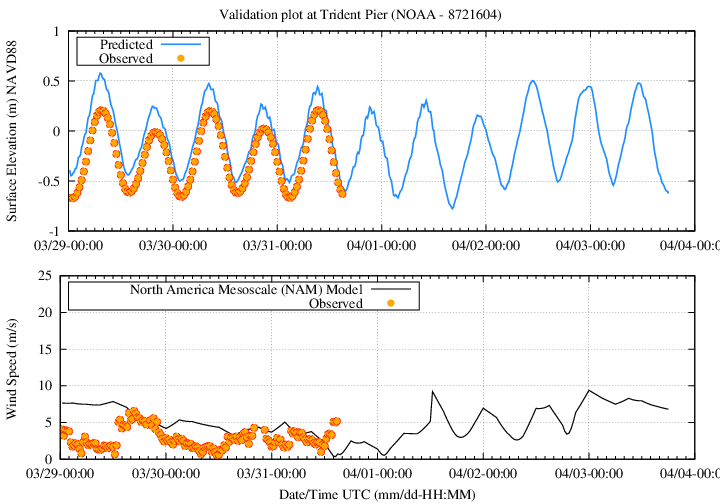 Validation plot at Trident Pier (NOAA - 8721604)
Surface Elevation (m) NAVD88
1
0.5
0
-0.5
-1
Predicted
Observed
03/29-00:00 03/30-00:00 03/31-00:00 04/01-00:00 04/02-00:00 04/03-00:00 04/04-00:0
Wind Speed (m/s)
25
20
15
10
5
0
North America Mesoscale (NAM) Model
Observed
03/29-00:00 03/30-00:00 03/31-00:00 04/01-00:00 04/02-00:00 04/03-00:00 04/04-00:0
Date/Time UTC (mm/dd-HH:MM)